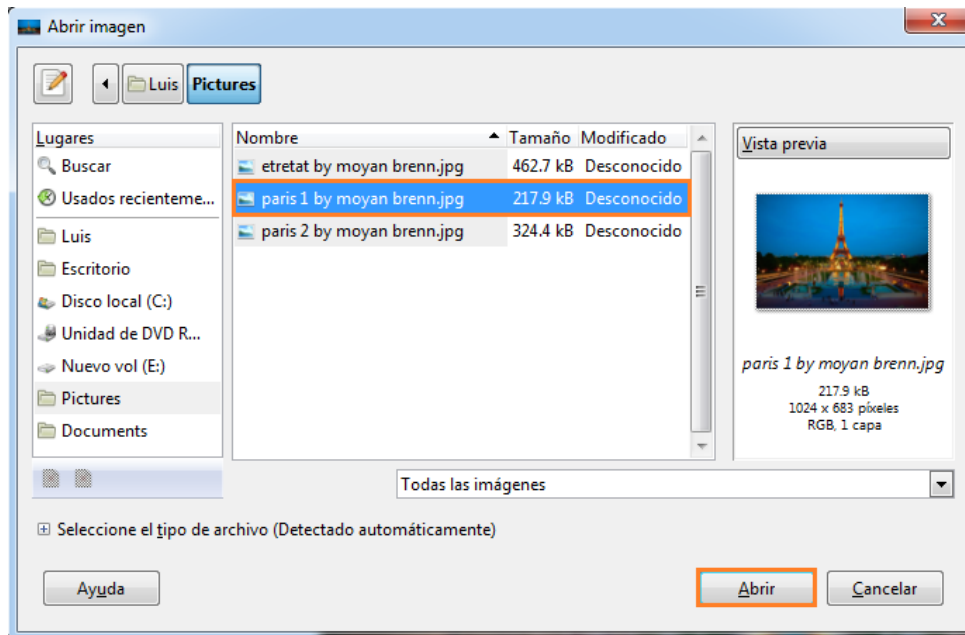 Abrir imagen
Luis Pictures
Lugares
Buscar
Usados recienteme...
Luis
Escritorio
Disco local (C:)
Unidad de DVD R...
Nuevo vol (E:)
Pictures
Documents
Nombre Tamaño Modificado
etretat by moyan brenn.jpg 462.7 kB Desconocido
paris 1 by moyan brenn.jpg 217.9 kB Desconocido
paris 2 by moyan brenn.jpg 324.4 kB Desconocido
Vista previa
paris 1 by moyan brenn.jpg
217.9 kB
1024 x 683 píxeles
RGB, 1 capa
Todas las imágenes
Seleccione el tipo de archivo (Detectado automáticamente)
Ayuda Abrir Cancelar